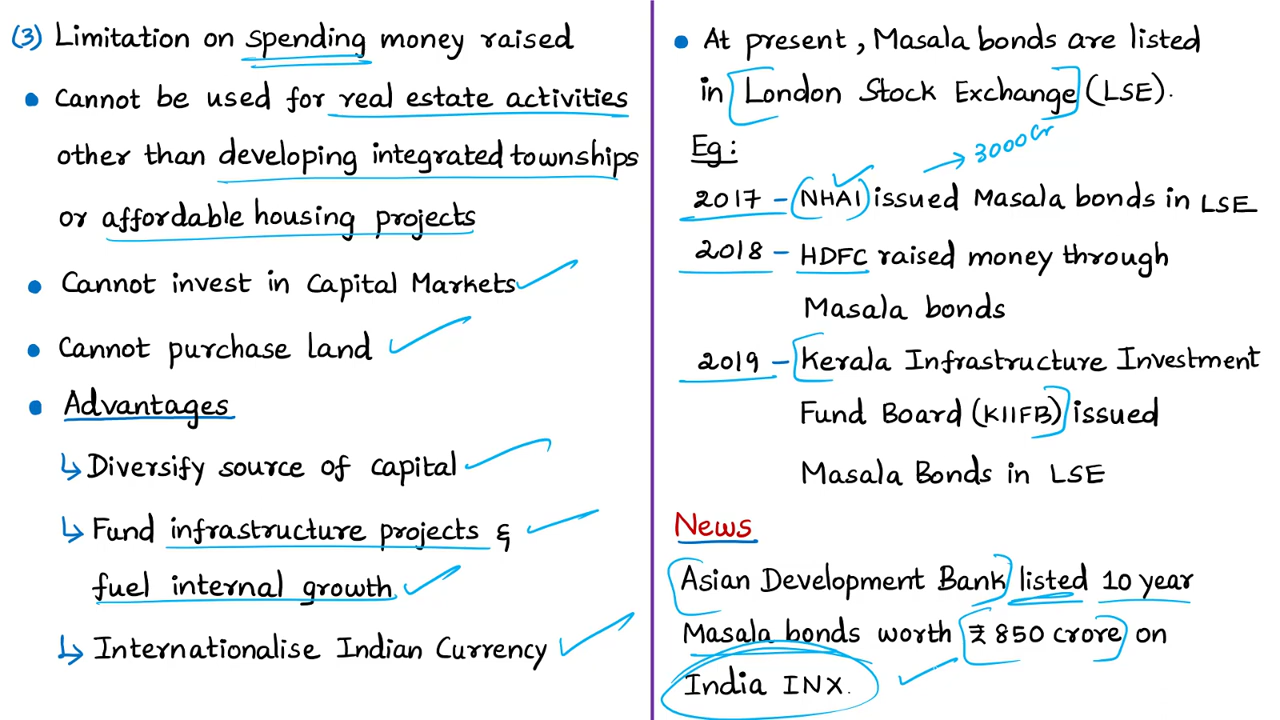 (3) Limitation on spending money raised
• Cannot be used for real estate activities
other than developing integrated townships
or affordable housing projects
• Cannot invest in Capital Markets
• Cannot purchase land
• Advantages
↳ Diversify source of capital
↳ Fund infrastructure projects &
fuel internal growth
↳ Internationalise Indian Currency
• At present, Masala bonds are listed
in London Stock Exchange (LSE).
Eg:
→ 3000 Cr
2017 - NHAI issued Masala bonds in LSE
2018 - HDFC raised money through
Masala bonds
2019 - Kerala Infrastructure Investment
Fund Board (KIIFB) issued
Masala Bonds in LSE
News
Asian Development Bank listed 10 year
Masala bonds worth ₹ 850 crore on
India INX.